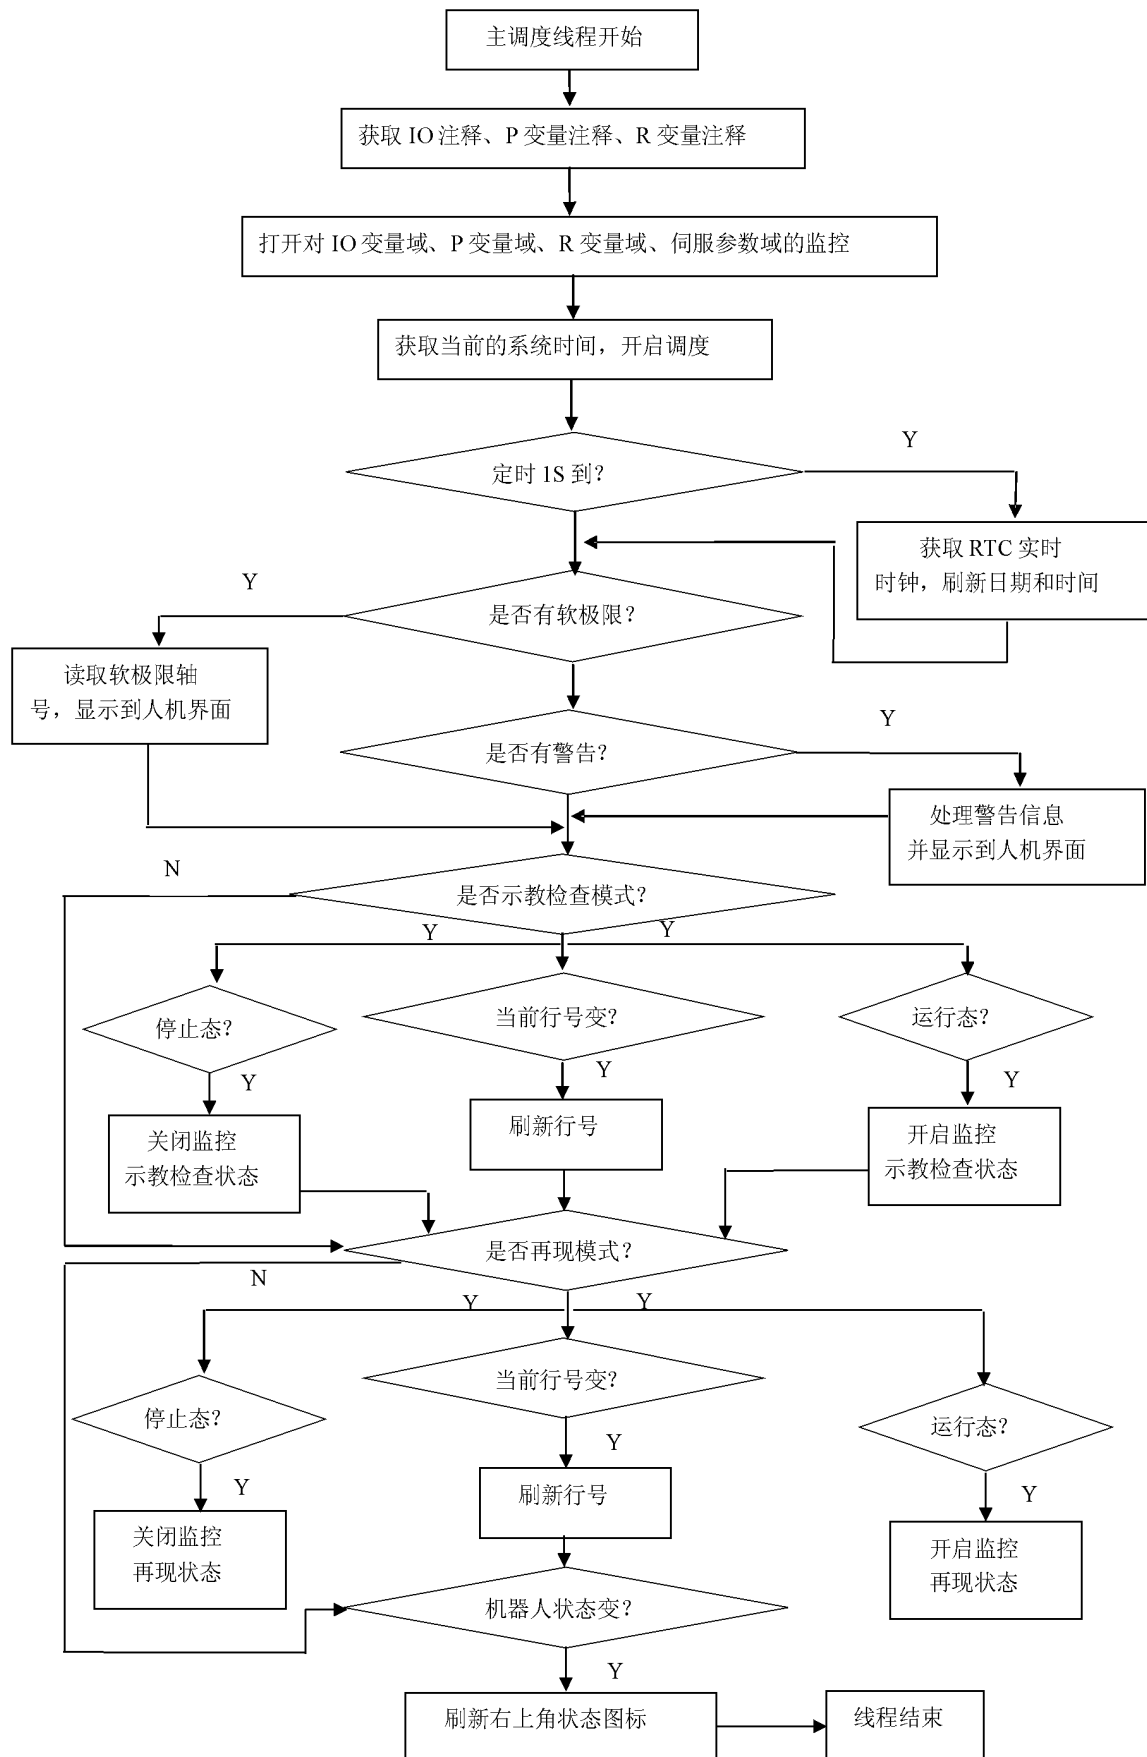 主调度线程开始
获取 IO 注释、P 变量注释、R 变量注释
打开对 IO 变量域、P 变量域、R 变量域、伺服参数域的监控
获取当前的系统时间，开启调度
Y
定时 1S 到？
获取 RTC 实时
时钟，刷新日期和时间
Y
是否有软极限？
读取软极限轴
号，显示到人机界面
Y
是否有警告？
处理警告信息
并显示到人机界面
N
是否示教检查模式？
Y
Y
停止态？
当前行号变？
运行态？
Y
Y
Y
关闭监控
示教检查状态
刷新行号
开启监控
示教检查状态
是否再现模式？
N
Y
Y
停止态？
当前行号变？
运行态？
Y
Y
Y
关闭监控
再现状态
刷新行号
开启监控
再现状态
机器人状态变？
Y
刷新右上角状态图标
线程结束